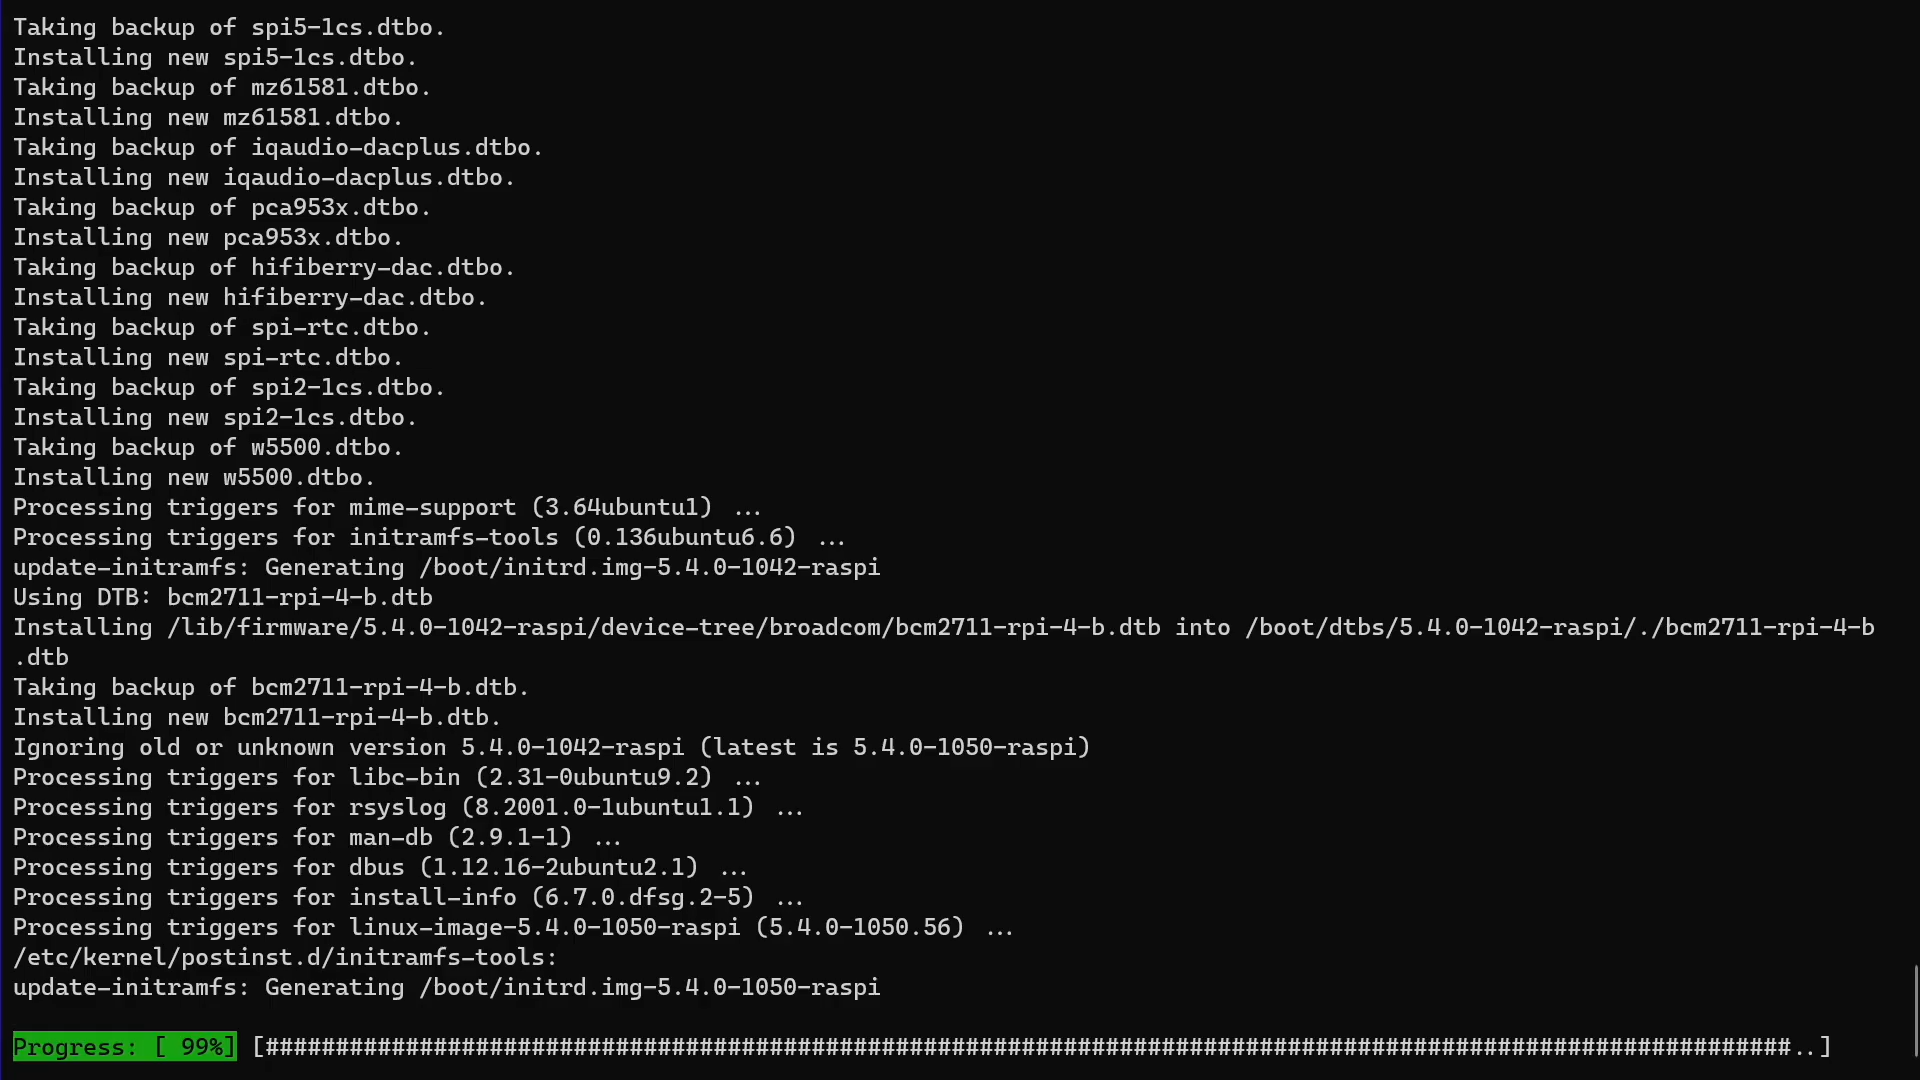 Taking backup of spi5-1cs.dtbo.
Installing new spi5-1cs.dtbo.
Taking backup of mz61581.dtbo.
Installing new mz61581.dtbo.
Taking backup of iqaudio-dacplus.dtbo.
Installing new iqaudio-dacplus.dtbo.
Taking backup of pca953x.dtbo.
Installing new pca953x.dtbo.
Taking backup of hifiberry-dac.dtbo.
Installing new hifiberry-dac.dtbo.
Taking backup of spi-rtc.dtbo.
Installing new spi-rtc.dtbo.
Taking backup of spi2-1cs.dtbo.
Installing new spi2-1cs.dtbo.
Taking backup of w5500.dtbo.
Installing new w5500.dtbo.
Processing triggers for mime-support (3.64ubuntu1) ...
Processing triggers for initramfs-tools (0.136ubuntu6.6) ...
update-initramfs: Generating /boot/initrd.img-5.4.0-1042-raspi
Using DTB: bcm2711-rpi-4-b.dtb
Installing /lib/firmware/5.4.0-1042-raspi/device-tree/broadcom/bcm2711-rpi-4-b.dtb into /boot/dtbs/5.4.0-1042-raspi/./bcm2711-rpi-4-b
.dtb
Taking backup of bcm2711-rpi-4-b.dtb.
Installing new bcm2711-rpi-4-b.dtb.
Ignoring old or unknown version 5.4.0-1042-raspi (latest is 5.4.0-1050-raspi)
Processing triggers for libc-bin (2.31-0ubuntu9.2) ...
Processing triggers for rsyslog (8.2001.0-1ubuntu1.1) ...
Processing triggers for man-db (2.9.1-1) ...
Processing triggers for dbus (1.12.16-2ubuntu2.1) ...
Processing triggers for install-info (6.7.0.dfsg.2-5) ...
Processing triggers for linux-image-5.4.0-1050-raspi (5.4.0-1050.56) ...
/etc/kernel/postinst.d/initramfs-tools:
update-initramfs: Generating /boot/initrd.img-5.4.0-1050-raspi
Progress: [ 99%] [#############################################################################################################..]